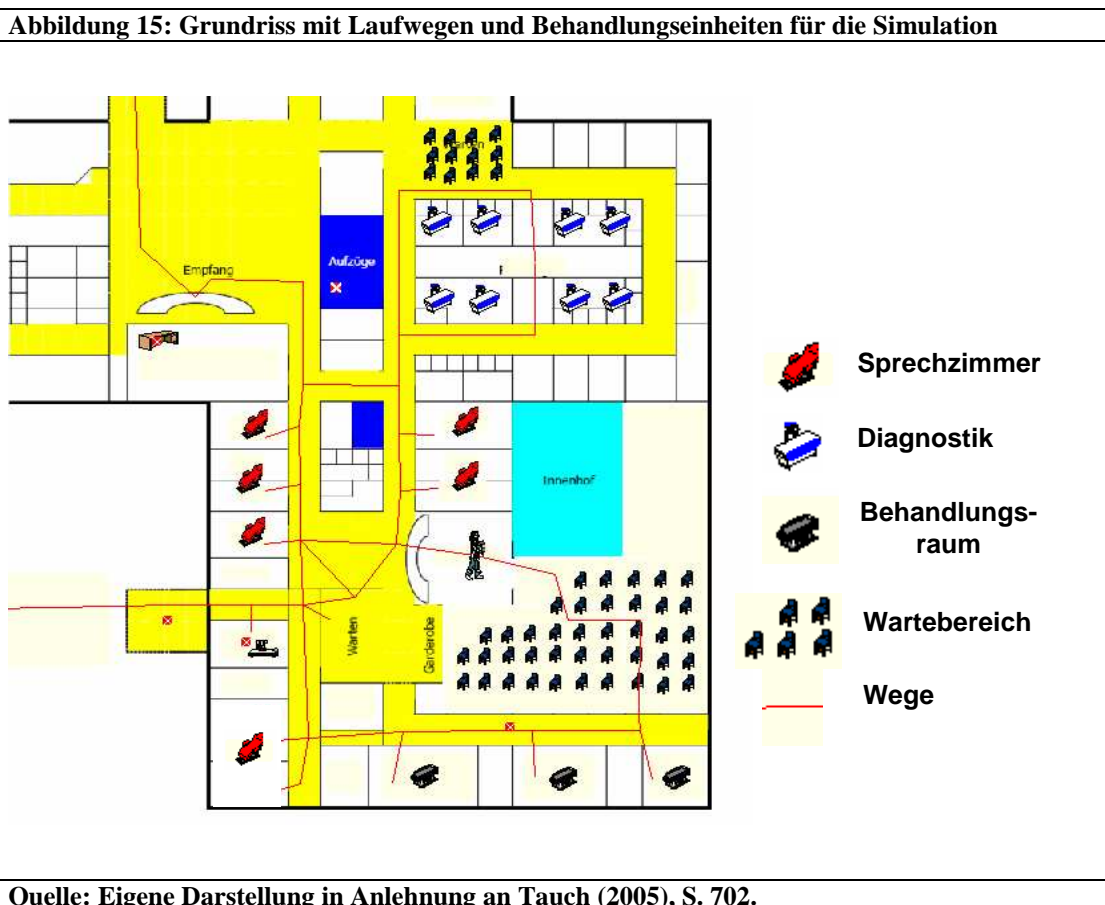 Abbildung 15: Grundriss mit Laufwegen und Behandlungseinheiten für die Simulation
Empfang
Aufzüge
Innenhof
Warten
Garderobe
Sprechzimmer
Diagnostik
Behandlungs-
raum
Wartebereich
Wege
Quelle: Eigene Darstellung in Anlehnung an Tauch (2005), S. 702.